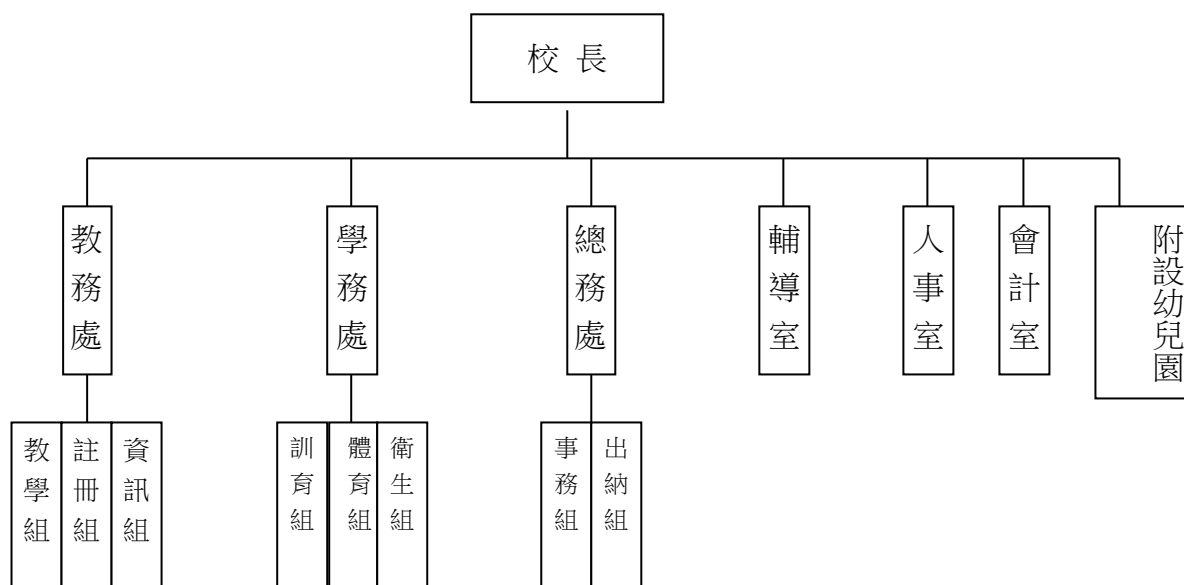 校 長
教務處
學務處
總務處
輔導室
人事室
會計室
附設幼兒園
教學組
註冊組
資訊組
訓育組
體育組
衛生組
事務組
出納組